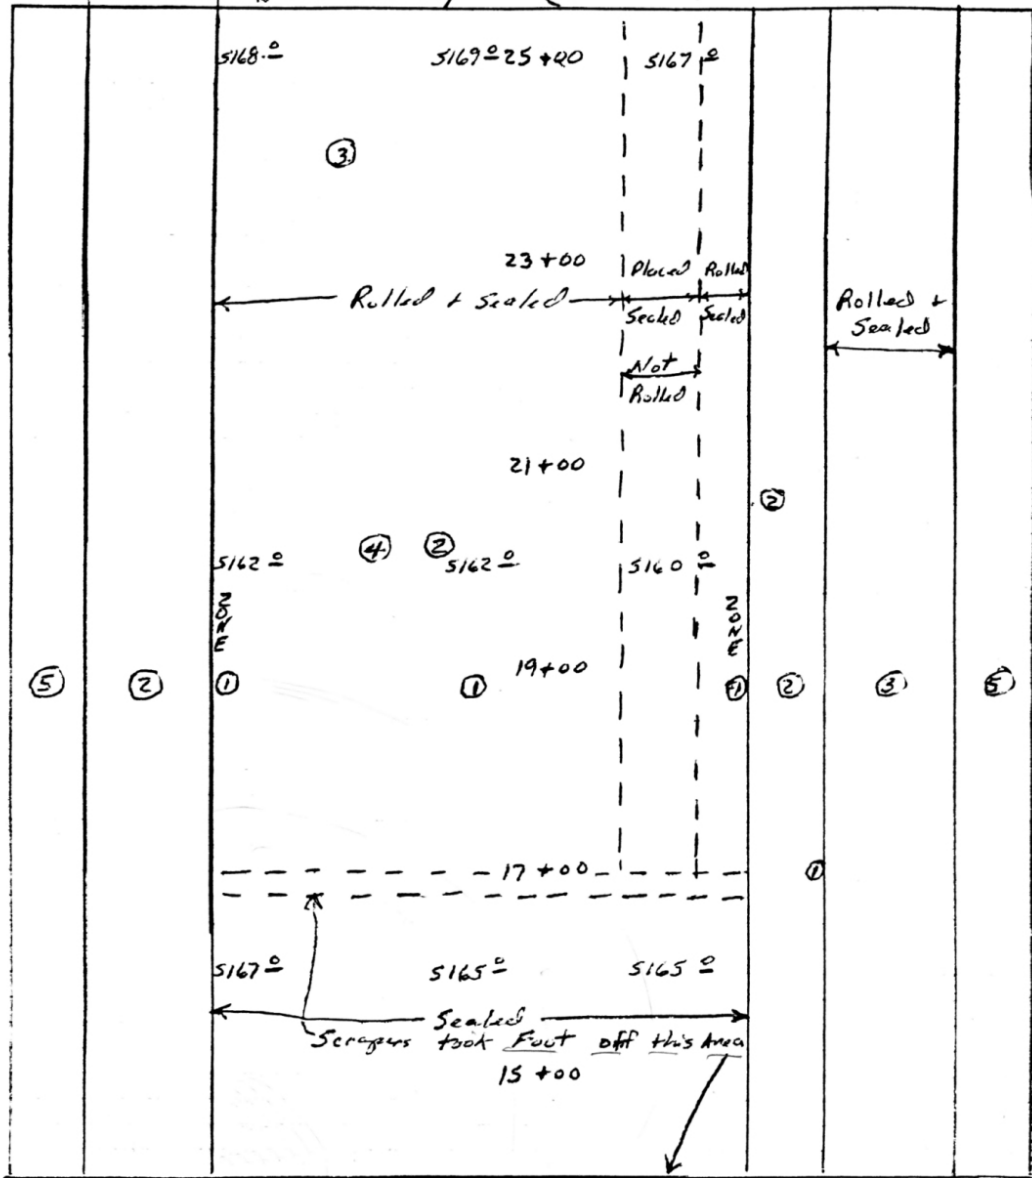 5168.0 5169.0 25+00 5167.0
3
23+00 Placed Rolled
Rolled + Sealed Sealed Sealed
Rolled +
Sealed
Not
Rolled
21+00
2
4 2
5162.0 5162.0 5160.0
ZONE ZONE
19+00
5 2 1 1 1 2 3 5
17+00
1
5167.0 5165.0 5165.0
Sealed
Scrapers took Foot off this Area
15+00